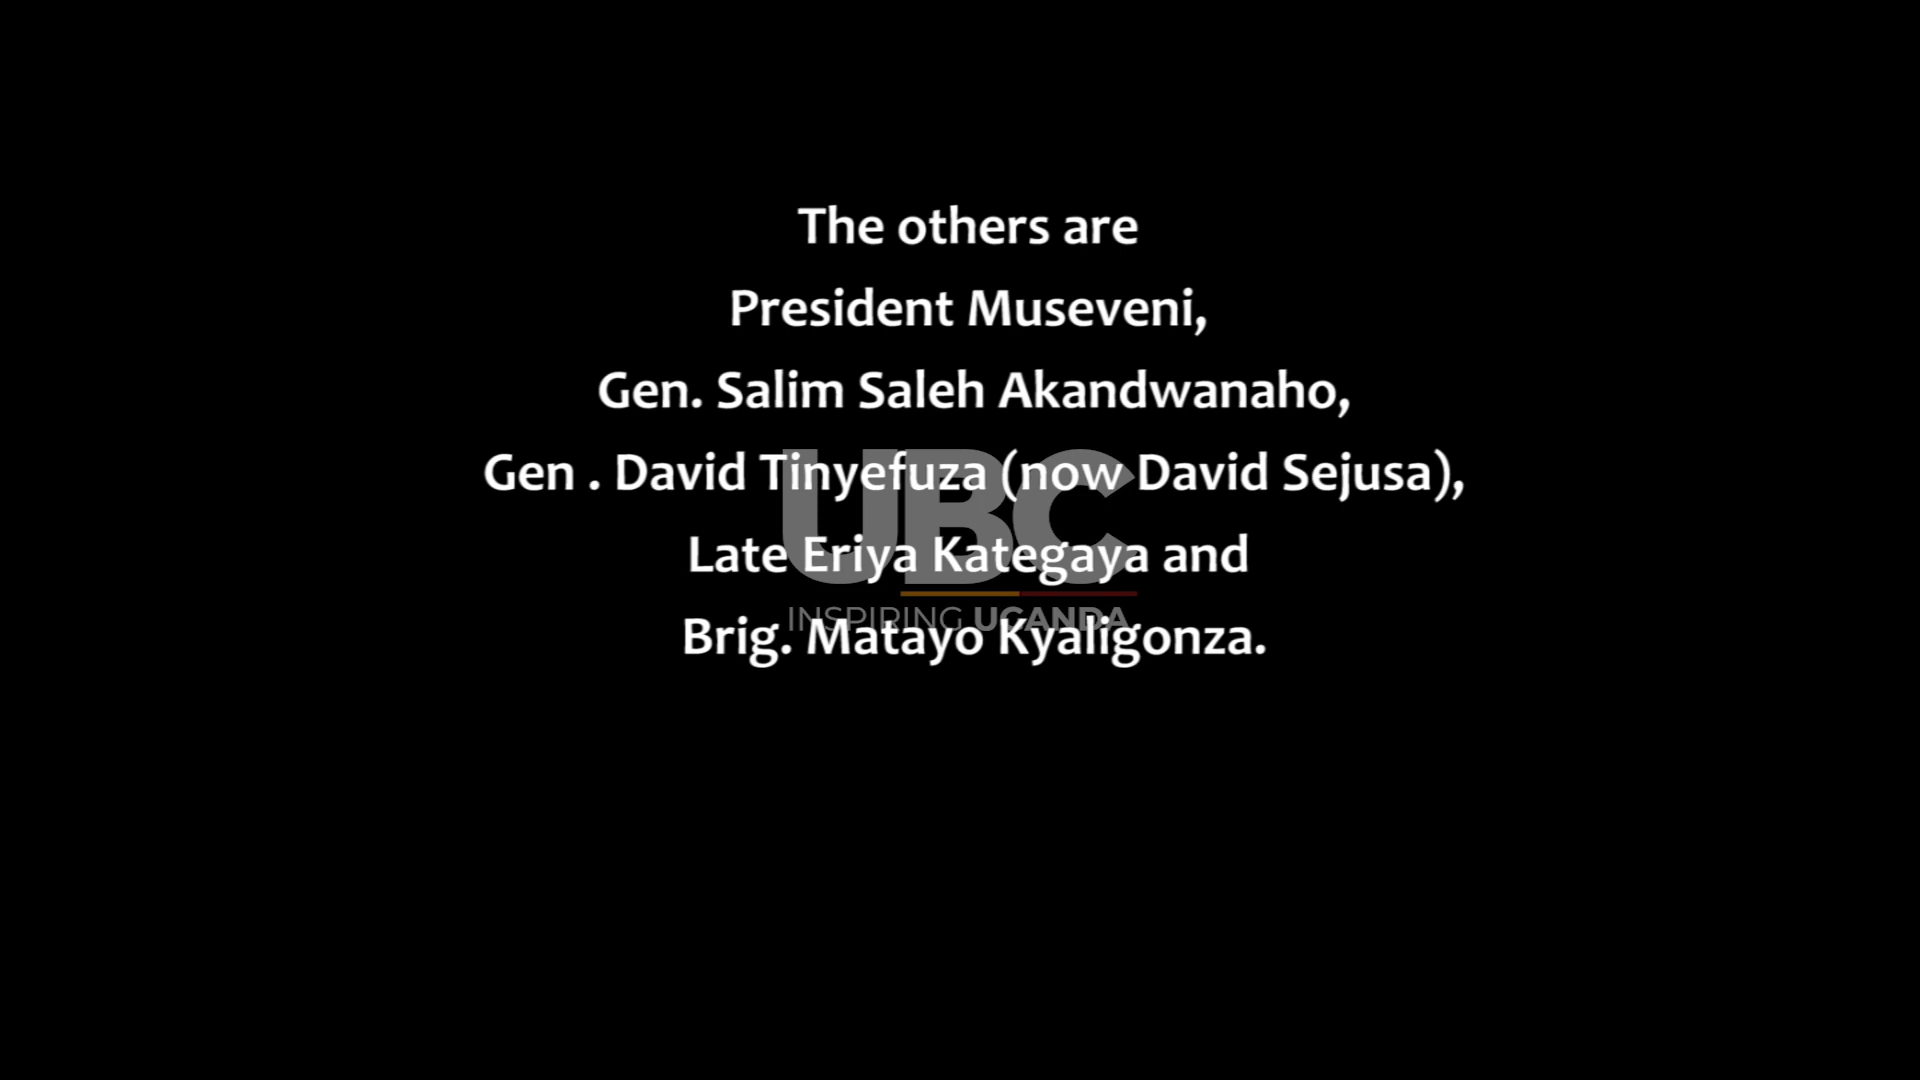 The others are
President Museveni,
Gen. Salim Saleh Akandwanaho,
Gen . David Tinyefuza (now David Sejusa),
Late Eriya Kategaya and
Brig. Matayo Kyaligonza.
UBC
INSPIRING UGANDA